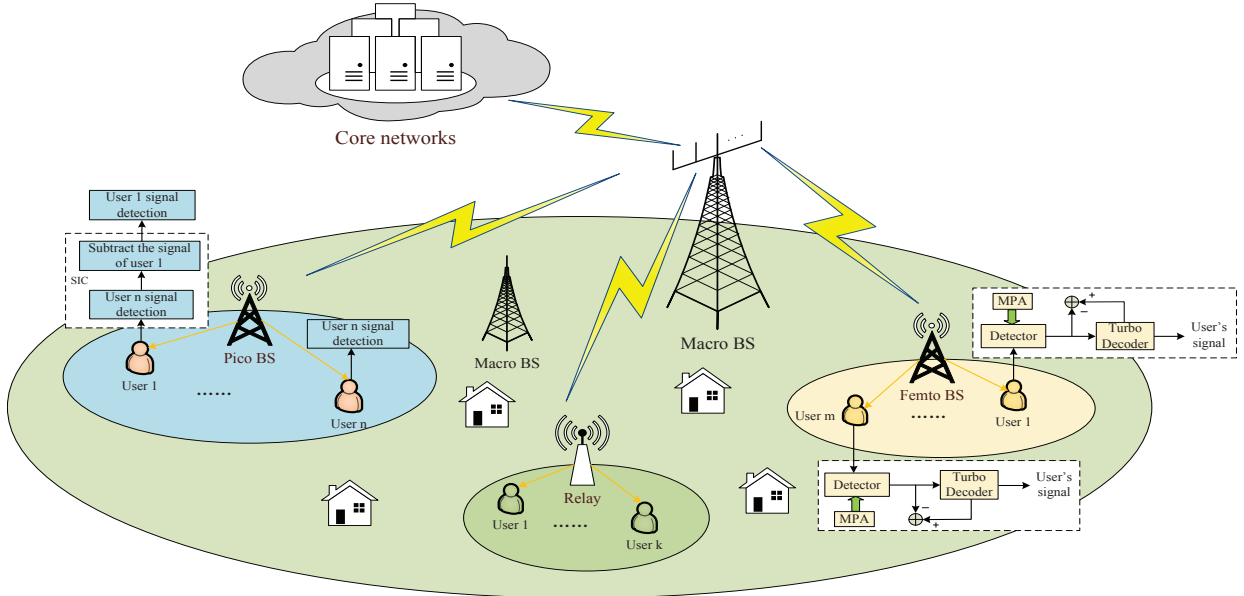 Core networks
. . .
User 1 signal
detection
Subtract the signal
of user 1
SIC
User n signal
detection
User n signal
detection
Pico BS
User 1
......
User n
Macro BS
Macro BS
MPA
Detector
+
−
Turbo
Decoder
User's
signal
Femto BS
User m
......
User 1
Detector
MPA
Turbo
Decoder
User's
signal
−
+
Relay
User 1
......
User k